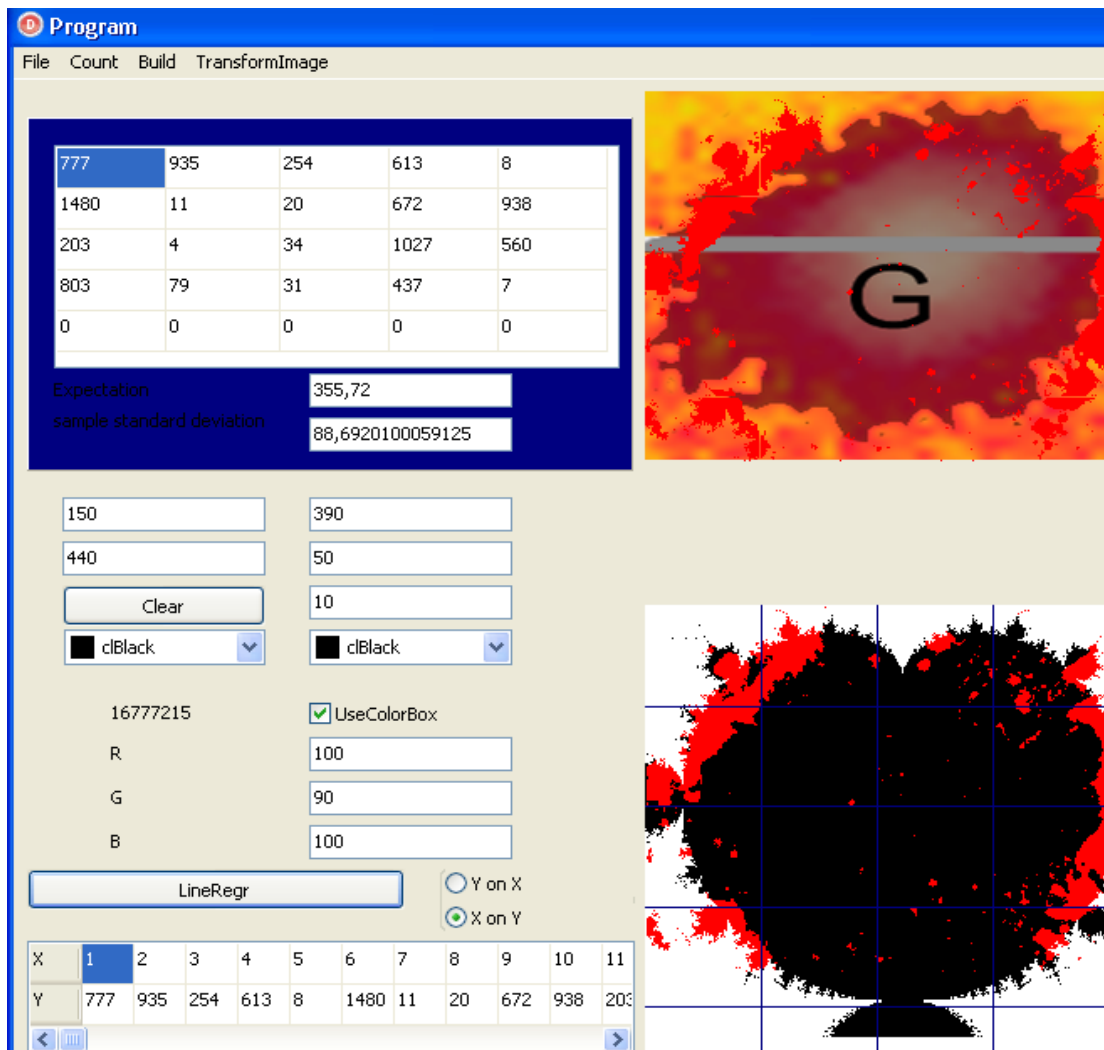 Program
File Count Build TransformImage
777 935 254 613 8
1480 11 20 672 938
203 4 34 1027 560
803 79 31 437 7
0 0 0 0 0
Expectation 355,72
sample standard deviation 88,6920100059125
G
150 390
440 50
Clear 10
clBlack clBlack
16777215 UseColorBox
R 100
G 90
B 100
LineRegr
Y on X
X on Y
X 1 2 3 4 5 6 7 8 9 10 11
Y 777 935 254 613 8 1480 11 20 672 938 203